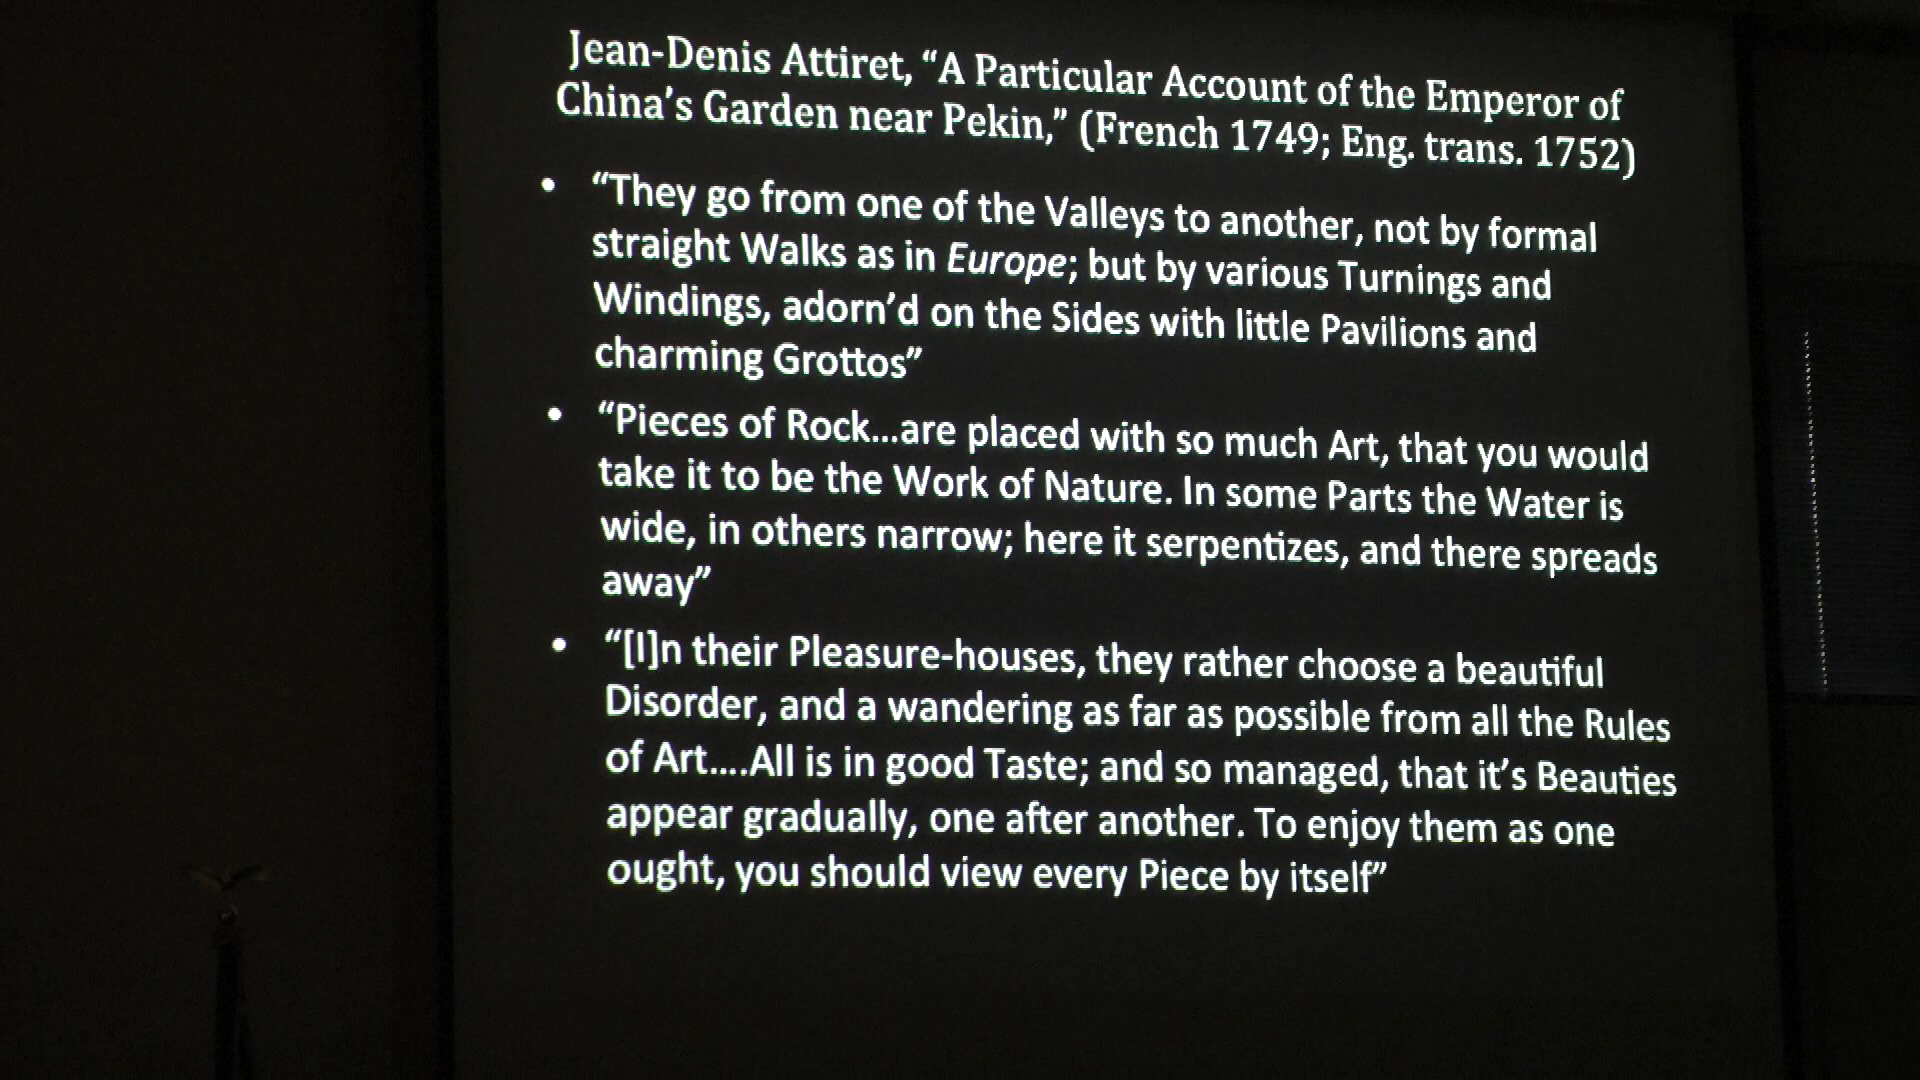 Jean-Denis Attiret, “A Particular Account of the Emperor of
China’s Garden near Pekin,” (French 1749; Eng. trans. 1752)
• “They go from one of the Valleys to another, not by formal
straight Walks as in Europe; but by various Turnings and
Windings, adorn’d on the Sides with little Pavilions and
charming Grottos”
• “Pieces of Rock...are placed with so much Art, that you would
take it to be the Work of Nature. In some Parts the Water is
wide, in others narrow; here it serpentizes, and there spreads
away”
• “[I]n their Pleasure-houses, they rather choose a beautiful
Disorder, and a wandering as far as possible from all the Rules
of Art....All is in good Taste; and so managed, that it’s Beauties
appear gradually, one after another. To enjoy them as one
ought, you should view every Piece by itself”